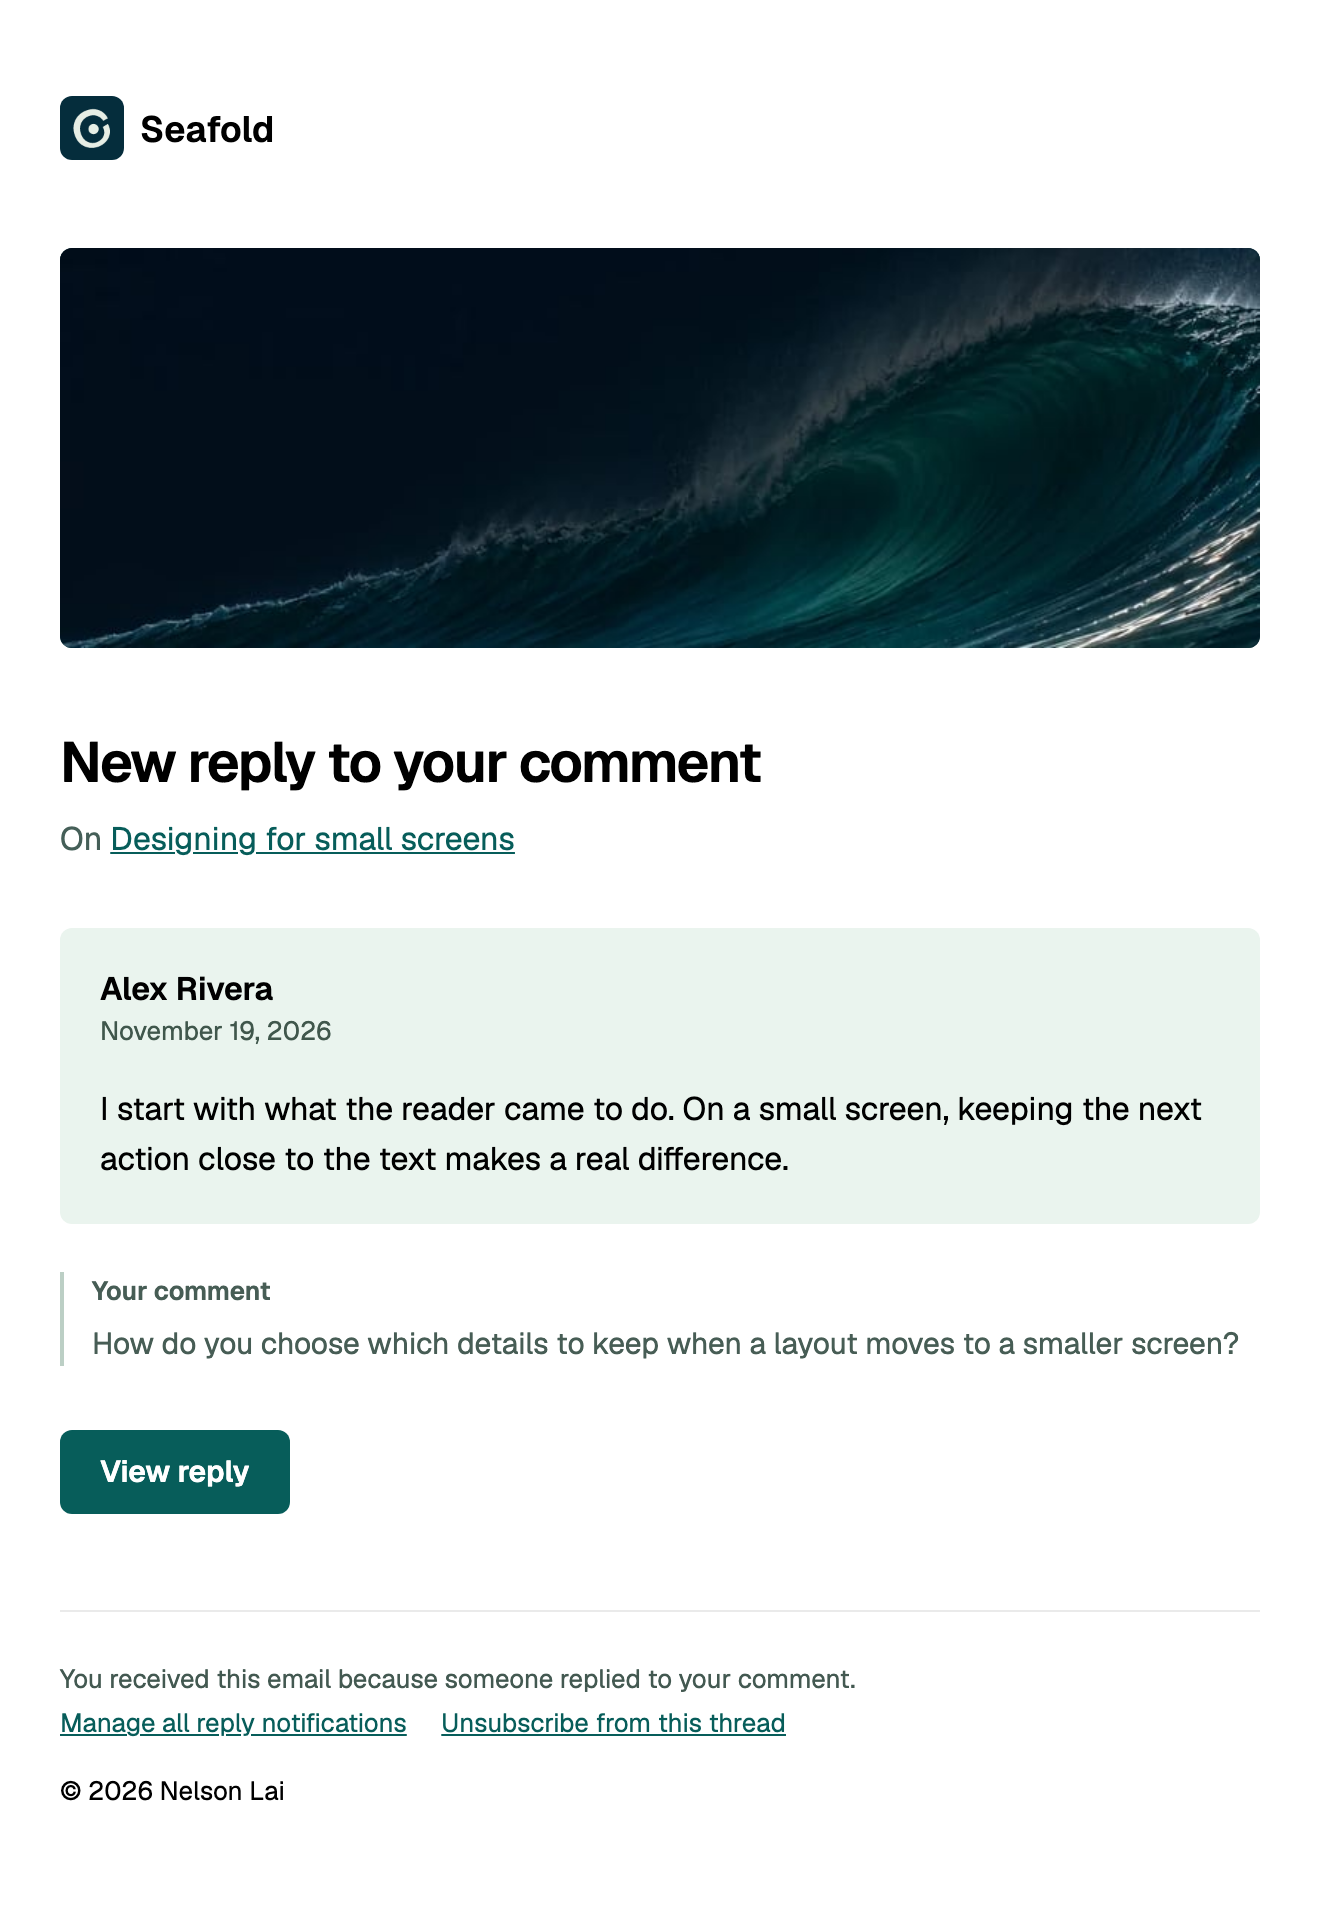 Seafold
New reply to your comment
On Designing for small screens
Alex Rivera
November 19, 2026
I start with what the reader came to do. On a small screen, keeping the next
action close to the text makes a real difference.
Your comment
How do you choose which details to keep when a layout moves to a smaller screen?
View reply
You received this email because someone replied to your comment.
Manage all reply notifications Unsubscribe from this thread
© 2026 Nelson Lai